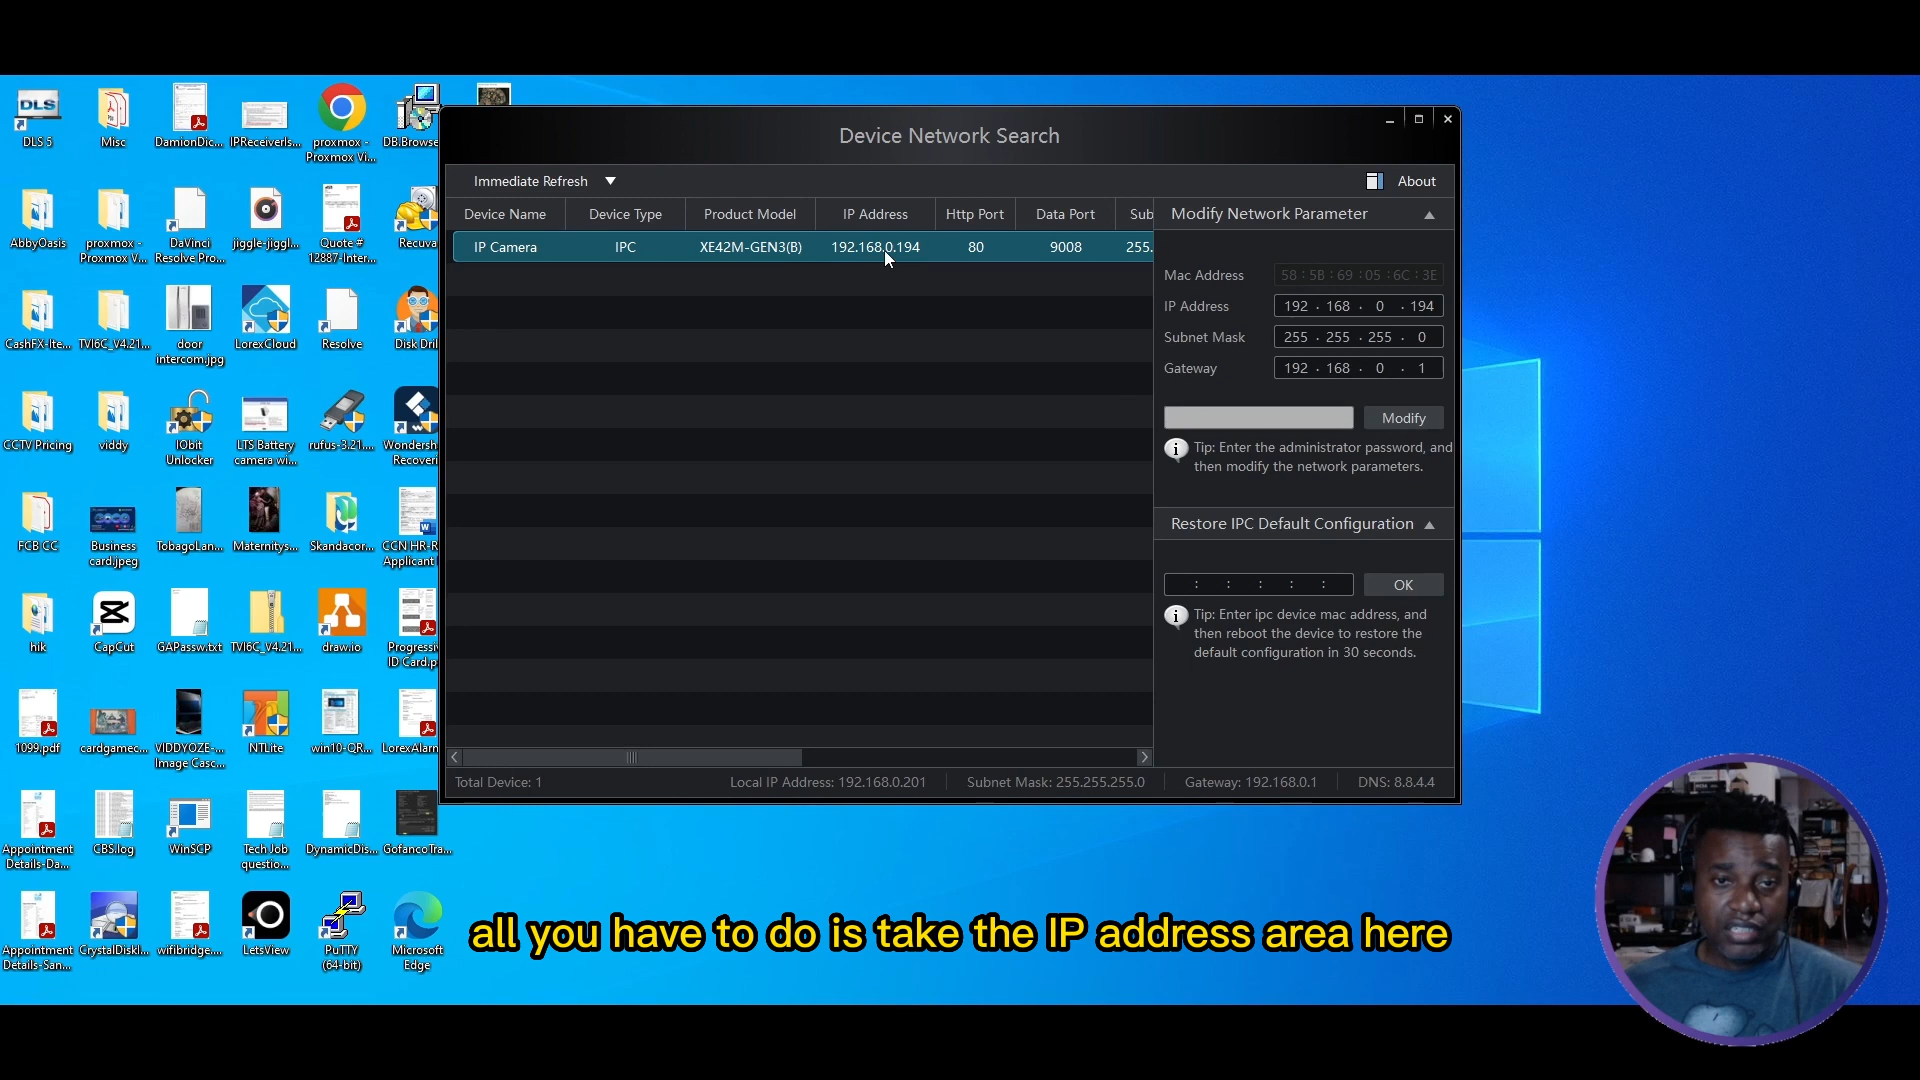 DLS
DLS 5
Misc
DamionDic...
IPReceiverIs...
proxmox -
Proxmox Vi...
DB.Browse
AbbyOasis
proxmox -
Proxmox V...
DaVinci
Resolve Pro...
jiggle-jiggl...
Quote #
12887-Inter...
Recuva
CashFX-Ite...
TVI6C_V4.21...
door
intercom.jpg
LorexCloud
Resolve
Disk Dril
CCTV Pricing
viddy
IObit
Unlocker
LTS Battery
camera wi...
rufus-3.21....
Wondersh
Recoveri
FCB CC
Business
card.jpeg
TobagoLan...
Maternitys...
Skandacor...
CCN HR-R
Applicant
hik
CapCut
GAPassw.txt
TVI6C_V4.21...
draw.io
Progressiv
ID Card.p
1099.pdf
cardgamec...
VIDDYOZE-...
Image Casc...
NTLite
win10-QR...
LorexAlarn
Appointment
Details-Da...
CBS.log
WinSCP
Tech Job
questio...
DynamicDis...
GofancoTra...
Appointment
Details-San...
CrystalDiskI...
wifibridge....
LetsView
PuTTY
(64-bit)
Microsoft
Edge
Device Network Search
Immediate Refresh
About
Device Name Device Type Product Model IP Address Http Port Data Port Sub
IP Camera IPC XE42M-GEN3(B) 192.168.0.194 80 9008 255.
Modify Network Parameter
Mac Address 58 : 5B : 69 : 05 : 6C : 3E
IP Address 192 . 168 . 0 . 194
Subnet Mask 255 . 255 . 255 . 0
Gateway 192 . 168 . 0 . 1
Modify
Tip: Enter the administrator password, and
then modify the network parameters.
Restore IPC Default Configuration
: : : : : OK
Tip: Enter ipc device mac address, and
then reboot the device to restore the
default configuration in 30 seconds.
Total Device: 1 Local IP Address: 192.168.0.201 Subnet Mask: 255.255.255.0 Gateway: 192.168.0.1 DNS: 8.8.4.4
all you have to do is take the IP address area here